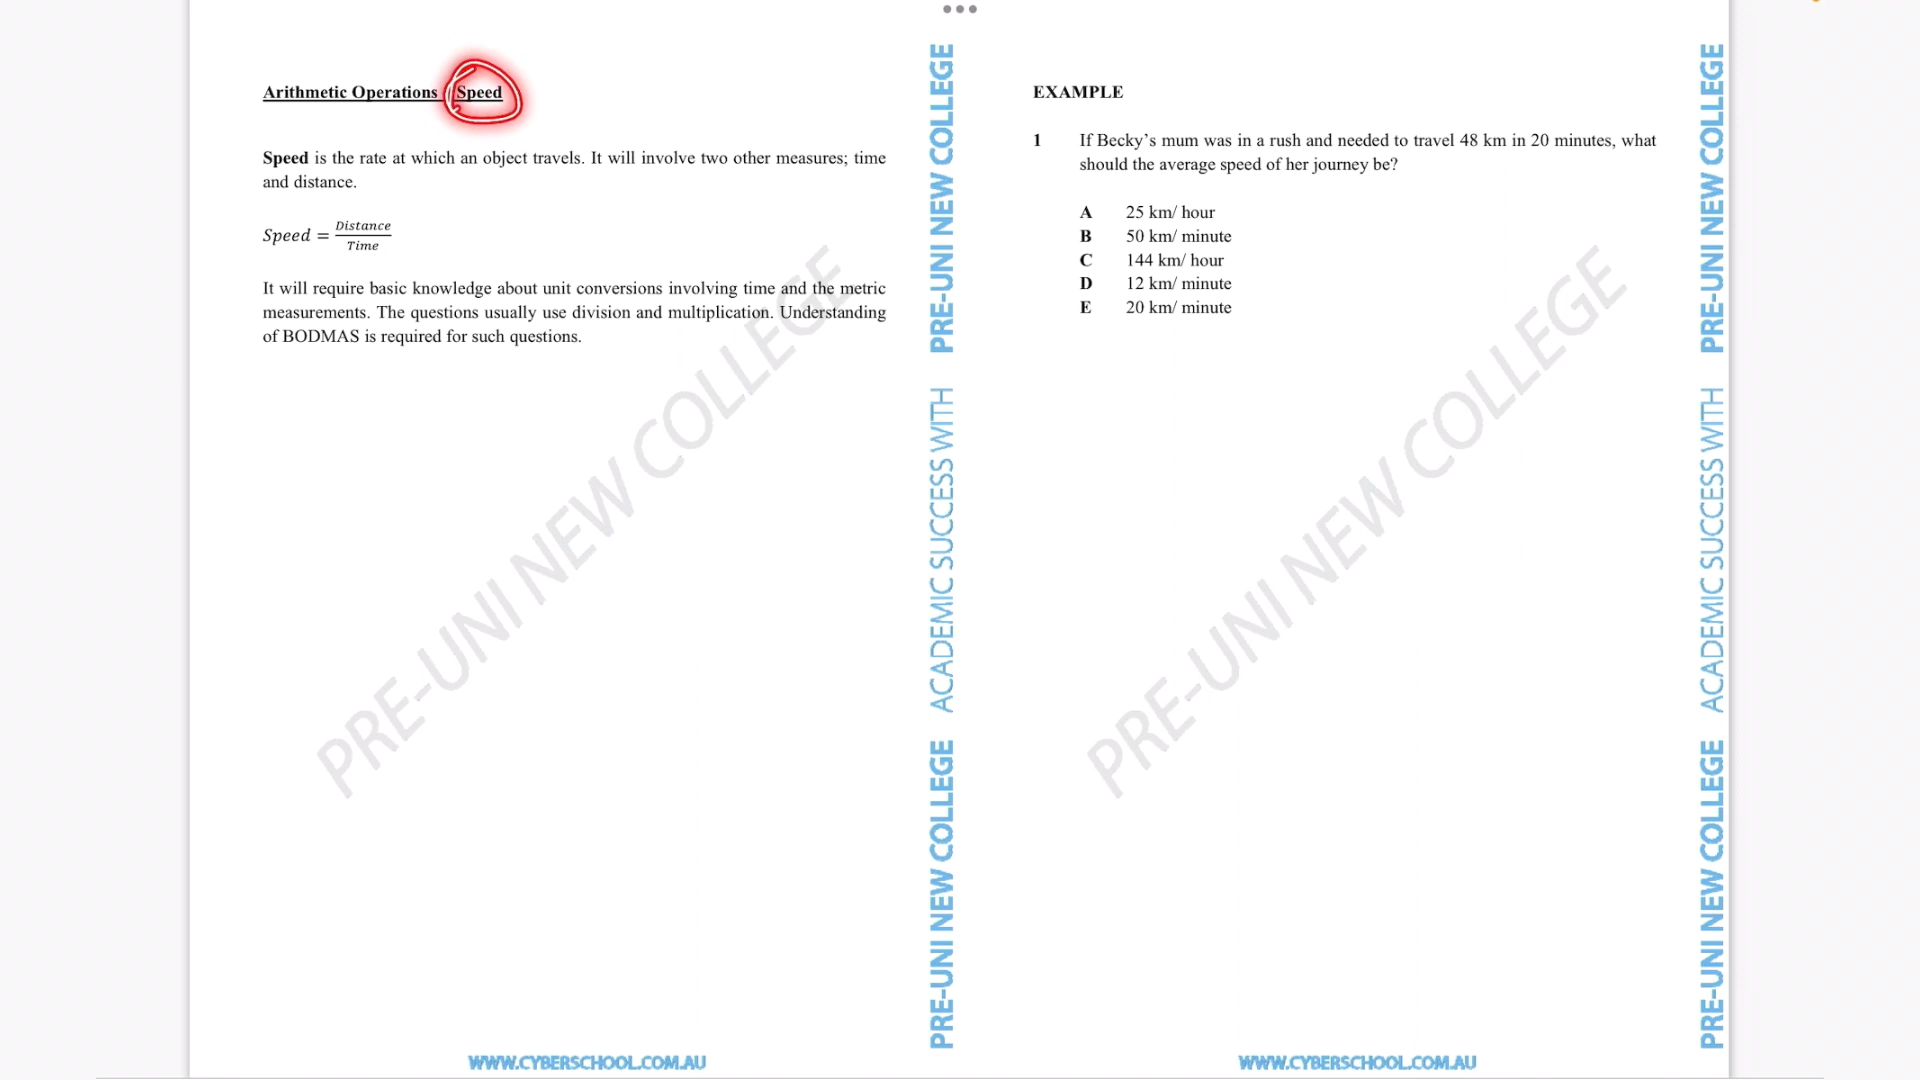 Arithmetic Operations Speed
Speed is the rate at which an object travels. It will involve two other measures; time
and distance.
Speed = Distance
Time
It will require basic knowledge about unit conversions involving time and the metric
measurements. The questions usually use division and multiplication. Understanding
of BODMAS is required for such questions.
PRE-UNI NEW COLLEGE
PRE-UNI NEW COLLEGE ACADEMIC SUCCESS WITH PRE-UNI NEW COLLEGE
WWW.CYBERSCHOOL.COM.AU
EXAMPLE
1 If Becky’s mum was in a rush and needed to travel 48 km in 20 minutes, what
should the average speed of her journey be?
A 25 km/ hour
B 50 km/ minute
C 144 km/ hour
D 12 km/ minute
E 20 km/ minute
PRE-UNI NEW COLLEGE
PRE-UNI NEW COLLEGE ACADEMIC SUCCESS WITH PRE-UNI NEW COLLEGE
WWW.CYBERSCHOOL.COM.AU